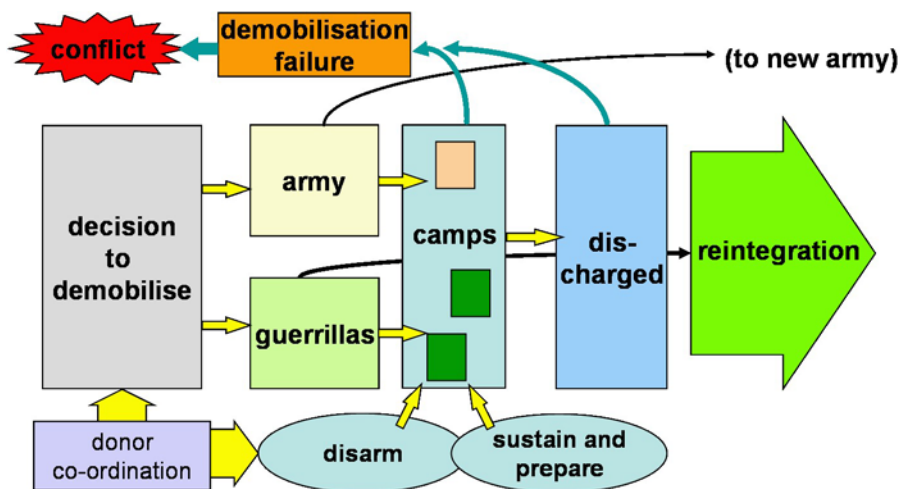 conflict
demobilisation
failure
(to new army)
decision
to
demobilise
army
guerrillas
camps
dis-
charged
reintegration
donor
co-ordination
disarm
sustain and
prepare